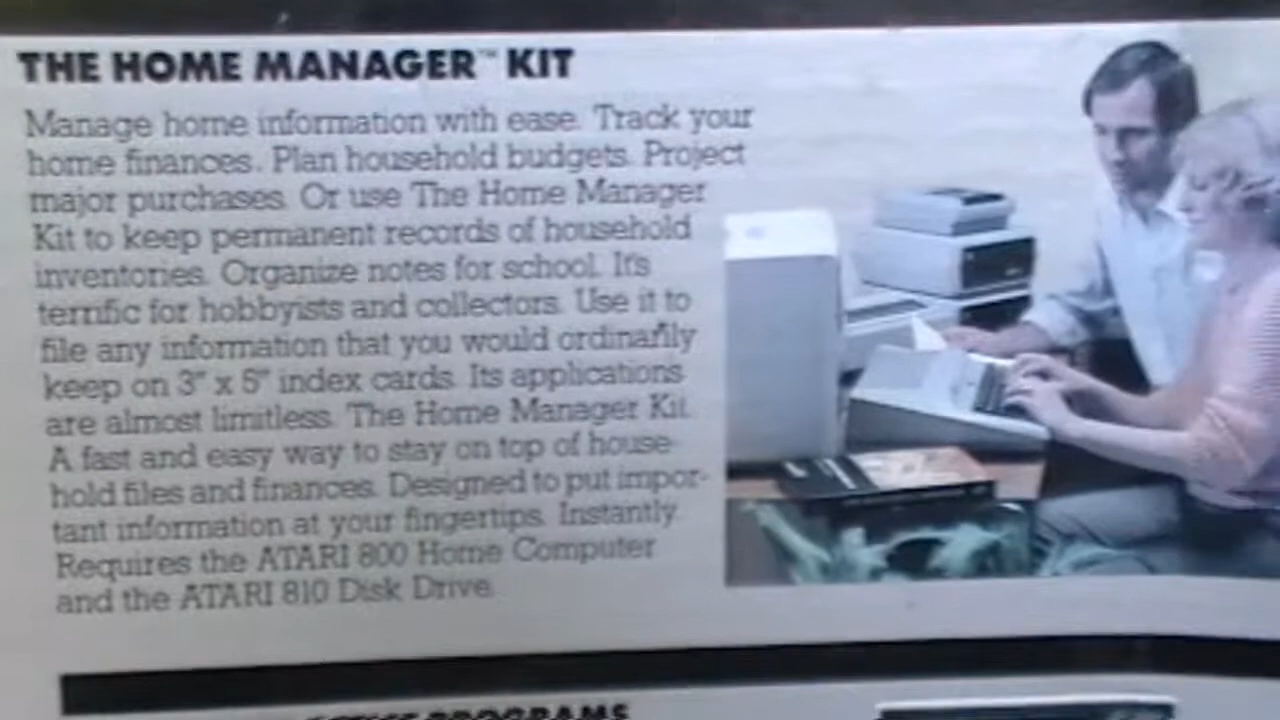 THE HOME MANAGER™ KIT
Manage home information with ease. Track your
home finances. Plan household budgets. Project
major purchases. Or use The Home Manager
Kit to keep permanent records of household
inventories. Organize notes for school. It's
terrific for hobbyists and collectors. Use it to
file any information that you would ordinarily
keep on 3" x 5" index cards. Its applications
are almost limitless. The Home Manager Kit.
A fast and easy way to stay on top of house-
hold files and finances. Designed to put impor-
tant information at your fingertips. Instantly.
Requires the ATARI 800 Home Computer
and the ATARI 810 Disk Drive.
PROGRAMS